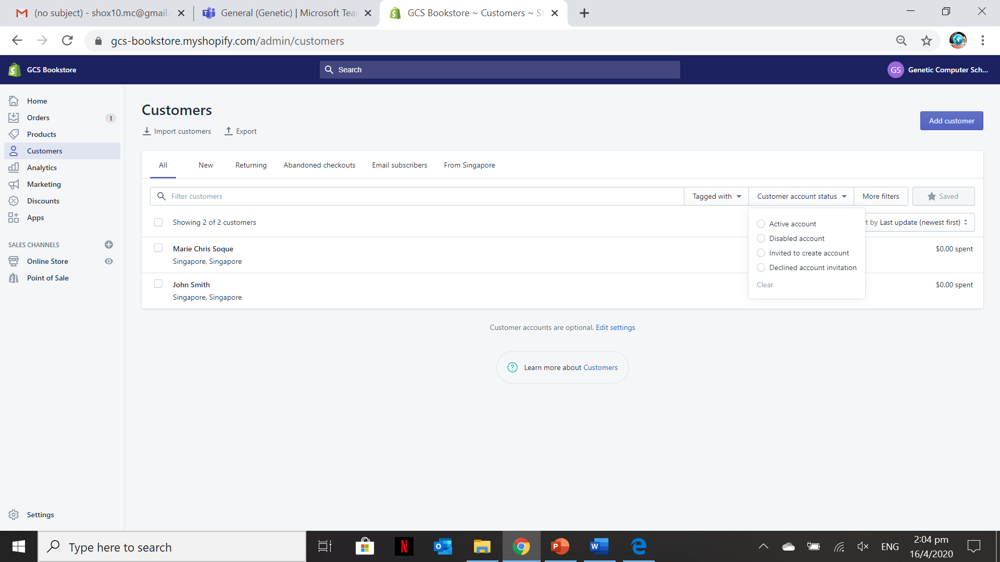 (no subject) - shox10.mc@gmail.
General (Genetic) | Microsoft Tea
GCS Bookstore ~ Customers ~ S
gcs-bookstore.myshopify.com/admin/customers
GCS Bookstore
Search
GS Genetic Computer Sch...
Home
Orders 1
Products
Customers
Analytics
Marketing
Discounts
Apps
SALES CHANNELS
Online Store
Point of Sale
Settings
Customers
Import customers Export
Add customer
All New Returning Abandoned checkouts Email subscribers From Singapore
Filter customers Tagged with Customer account status More filters Saved
Showing 2 of 2 customers
t by Last update (newest first)
Active account
Disabled account
Invited to create account
Declined account invitation
Clear
Marie Chris Soque
Singapore, Singapore
$0.00 spent
John Smith
Singapore, Singapore
$0.00 spent
Customer accounts are optional. Edit settings
Learn more about Customers
Type here to search
ENG
2:04 pm
16/4/2020